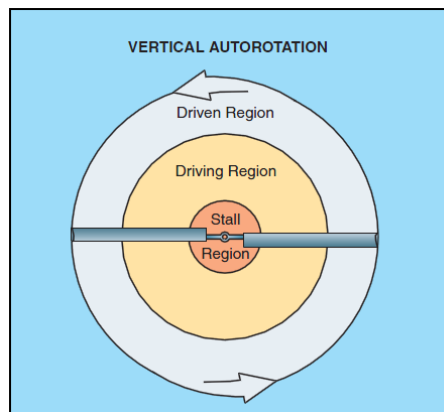 VERTICAL AUTOROTATION
Driven Region
Driving Region
Stall
Region